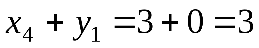 x₄ + y₁ =3+0 =3